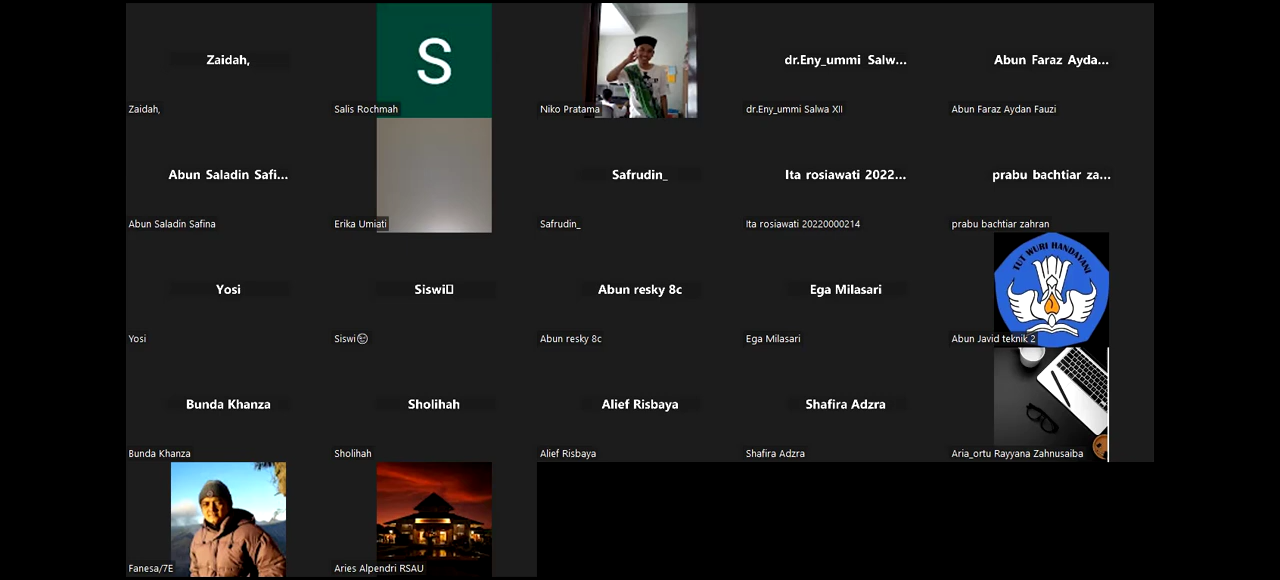 Zaidah,
Zaidah,
S
Salis Rochmah
Niko Pratama
dr.Eny_ummi Salw...
dr.Eny_ummi Salwa XII
Abun Faraz Ayda...
Abun Faraz Aydan Fauzi
Abun Saladin Safi...
Abun Saladin Safina
Erika Umiati
Safrudin_
Safrudin_
Ita rosiawati 2022...
Ita rosiawati 20220000214
prabu bachtiar za...
prabu bachtiar zahran
Yosi
Yosi
Siswi
Siswi
Abun resky 8c
Abun resky 8c
Ega Milasari
Ega Milasari
TUT WURI HANDAYANI
Abun Javid teknik 2
Bunda Khanza
Bunda Khanza
Sholihah
Sholihah
Alief Risbaya
Alief Risbaya
Shafira Adzra
Shafira Adzra
Aria_ortu Rayyana Zahnusaiba
Fanesa/7E
Aries Alpendri RSAU